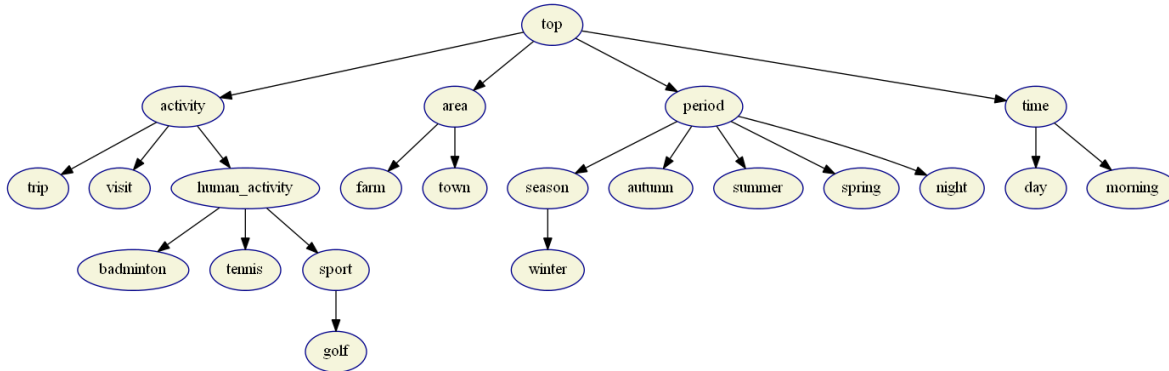 top
activity area period time
trip visit human_activity farm town season autumn summer spring night day morning
badminton tennis sport winter
golf